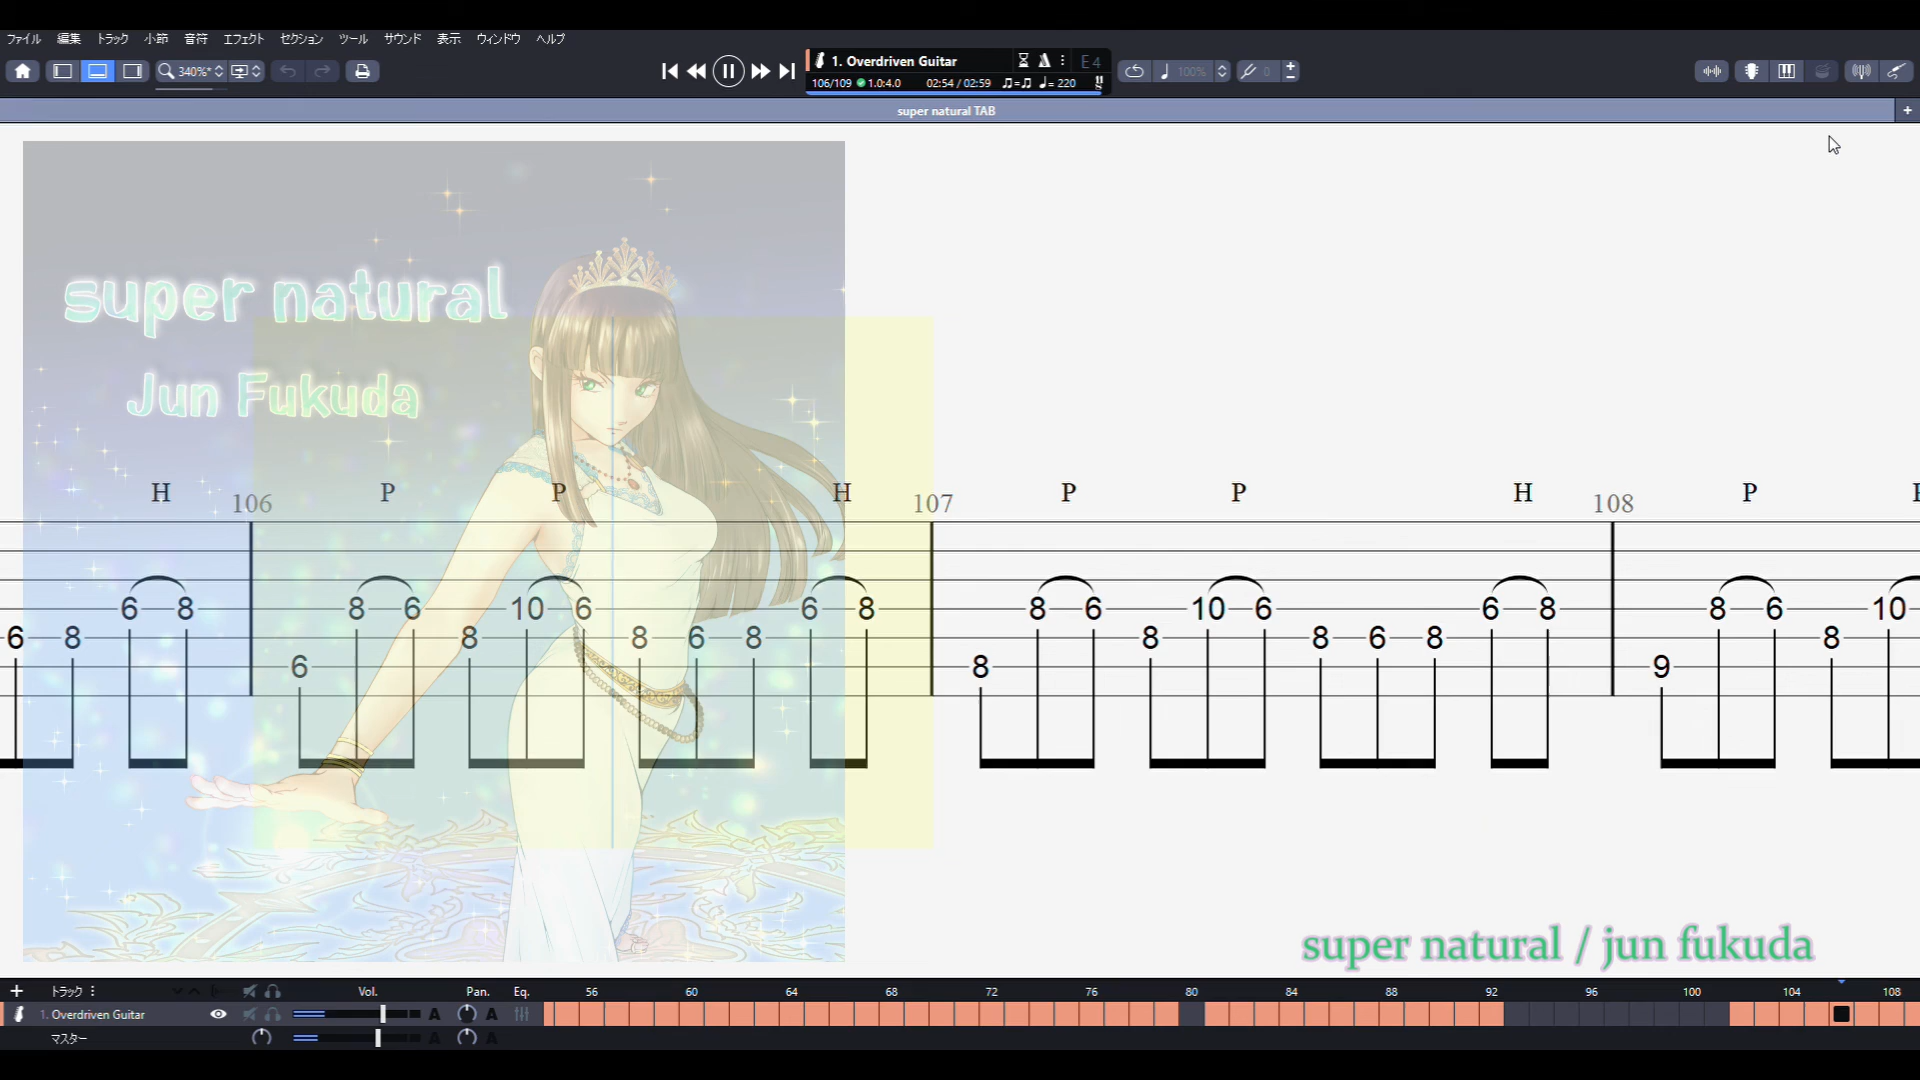 ファイル 編集 トラック 小節 音符 エフェクト セクション ツール サウンド 表示 ウィンドウ ヘルプ
340%* 1. Overdriven Guitar E4 100% 0
106/109 1.0:4.0 02:54 / 02:59 ♫=♫ ♩= 220
super natural TAB +
super natural
Jun Fukuda
H 106 P P H 107 P P H 108 P
6 8 6 10 6 6 8 8 6 10 6 6 8 8 6 10
6 8 8 8 6 8 8 8 6 8 8
6 8 9
super natural / jun fukuda
+ トラック Vol. Pan. Eq. 56 60 64 68 72 76 80 84 88 92 96 100 104 108
1. Overdriven Guitar A A
マスター A A